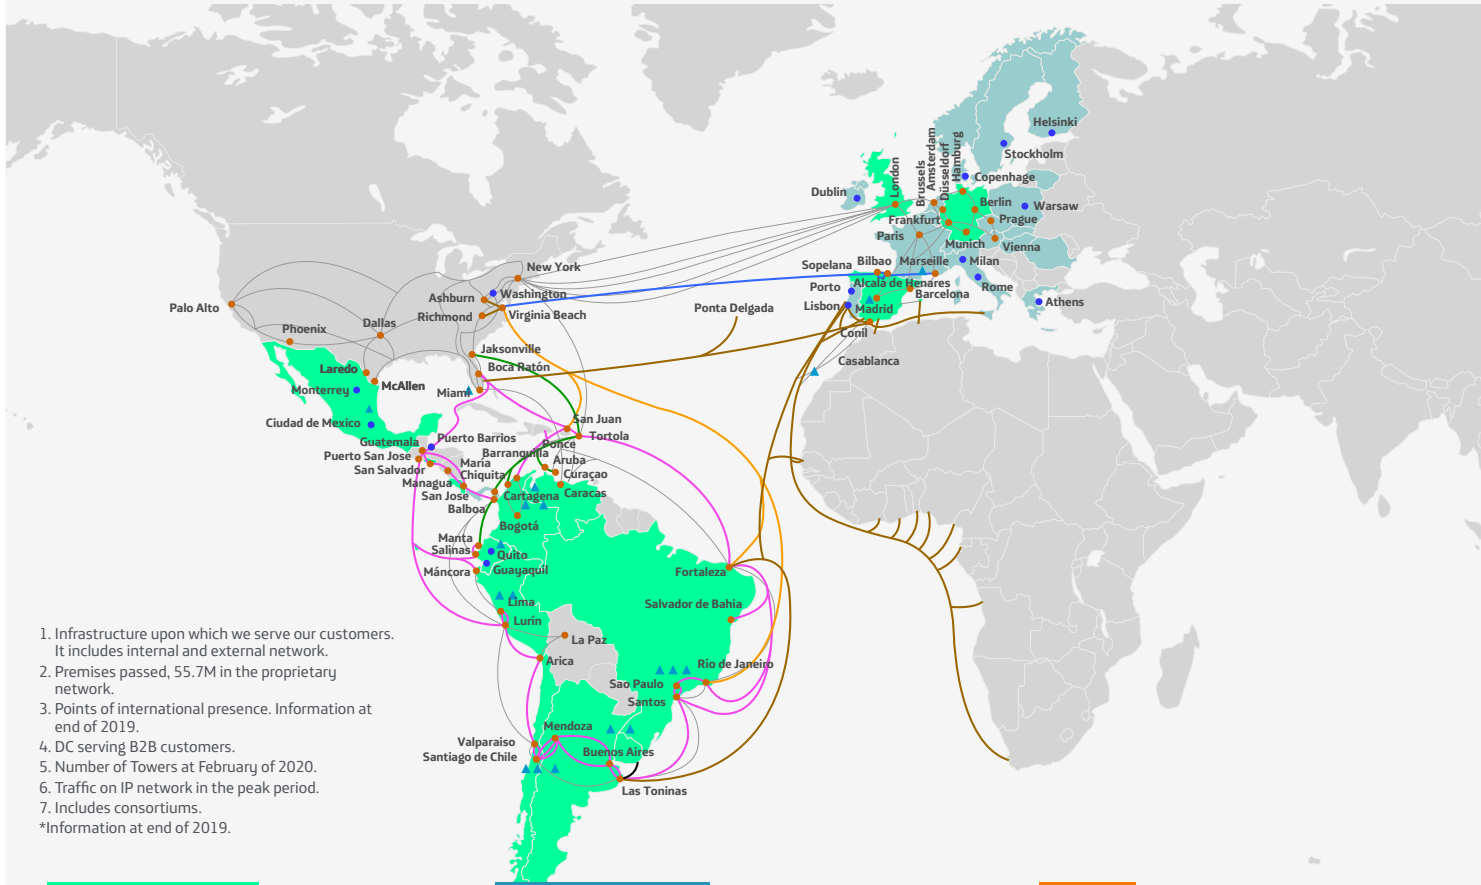 Helsinki
Stockholm
Copenhage
Hamburg
Düsseldorf
Amsterdam
Brussels
London
Dublin
Berlin
Warsaw
Frankfurt
Prague
Paris
Munich
Vienna
Sopelana
Bilbao
Marseille
Milan
Porto
Alcalá de Henares
Barcelona
Rome
Lisbon
Madrid
Athens
Conil
Casablanca
Ponta Delgada
New York
Washington
Ashburn
Richmond
Virginia Beach
Palo Alto
Phoenix
Dallas
Jaksonville
Boca Ratón
Laredo
McAllen
Miami
Monterrey
Ciudad de Mexico
San Juan
Tortola
Guatemala
Puerto Barrios
Ponce
Puerto San Jose
Barranquilla
San Salvador
María
Chiquita
Aruba
Curaçao
Managua
San Jose
Cartagena
Caracas
Balboa
Bogotá
Manta
Salinas
Quito
Máncora
Guayaquil
Fortaleza
Lima
Lurín
Salvador de Bahia
La Paz
Arica
Río de Janeiro
Sao Paulo
Santos
Mendoza
Valparaiso
Santiago de Chile
Buenos Aires
Las Toninas
1. Infrastructure upon which we serve our customers.
It includes internal and external network.
2. Premises passed, 55.7M in the proprietary
network.
3. Points of international presence. Information at
end of 2019.
4. DC serving B2B customers.
5. Number of Towers at February of 2020.
6. Traffic on IP network in the peak period.
7. Includes consortiums.
*Information at end of 2019.